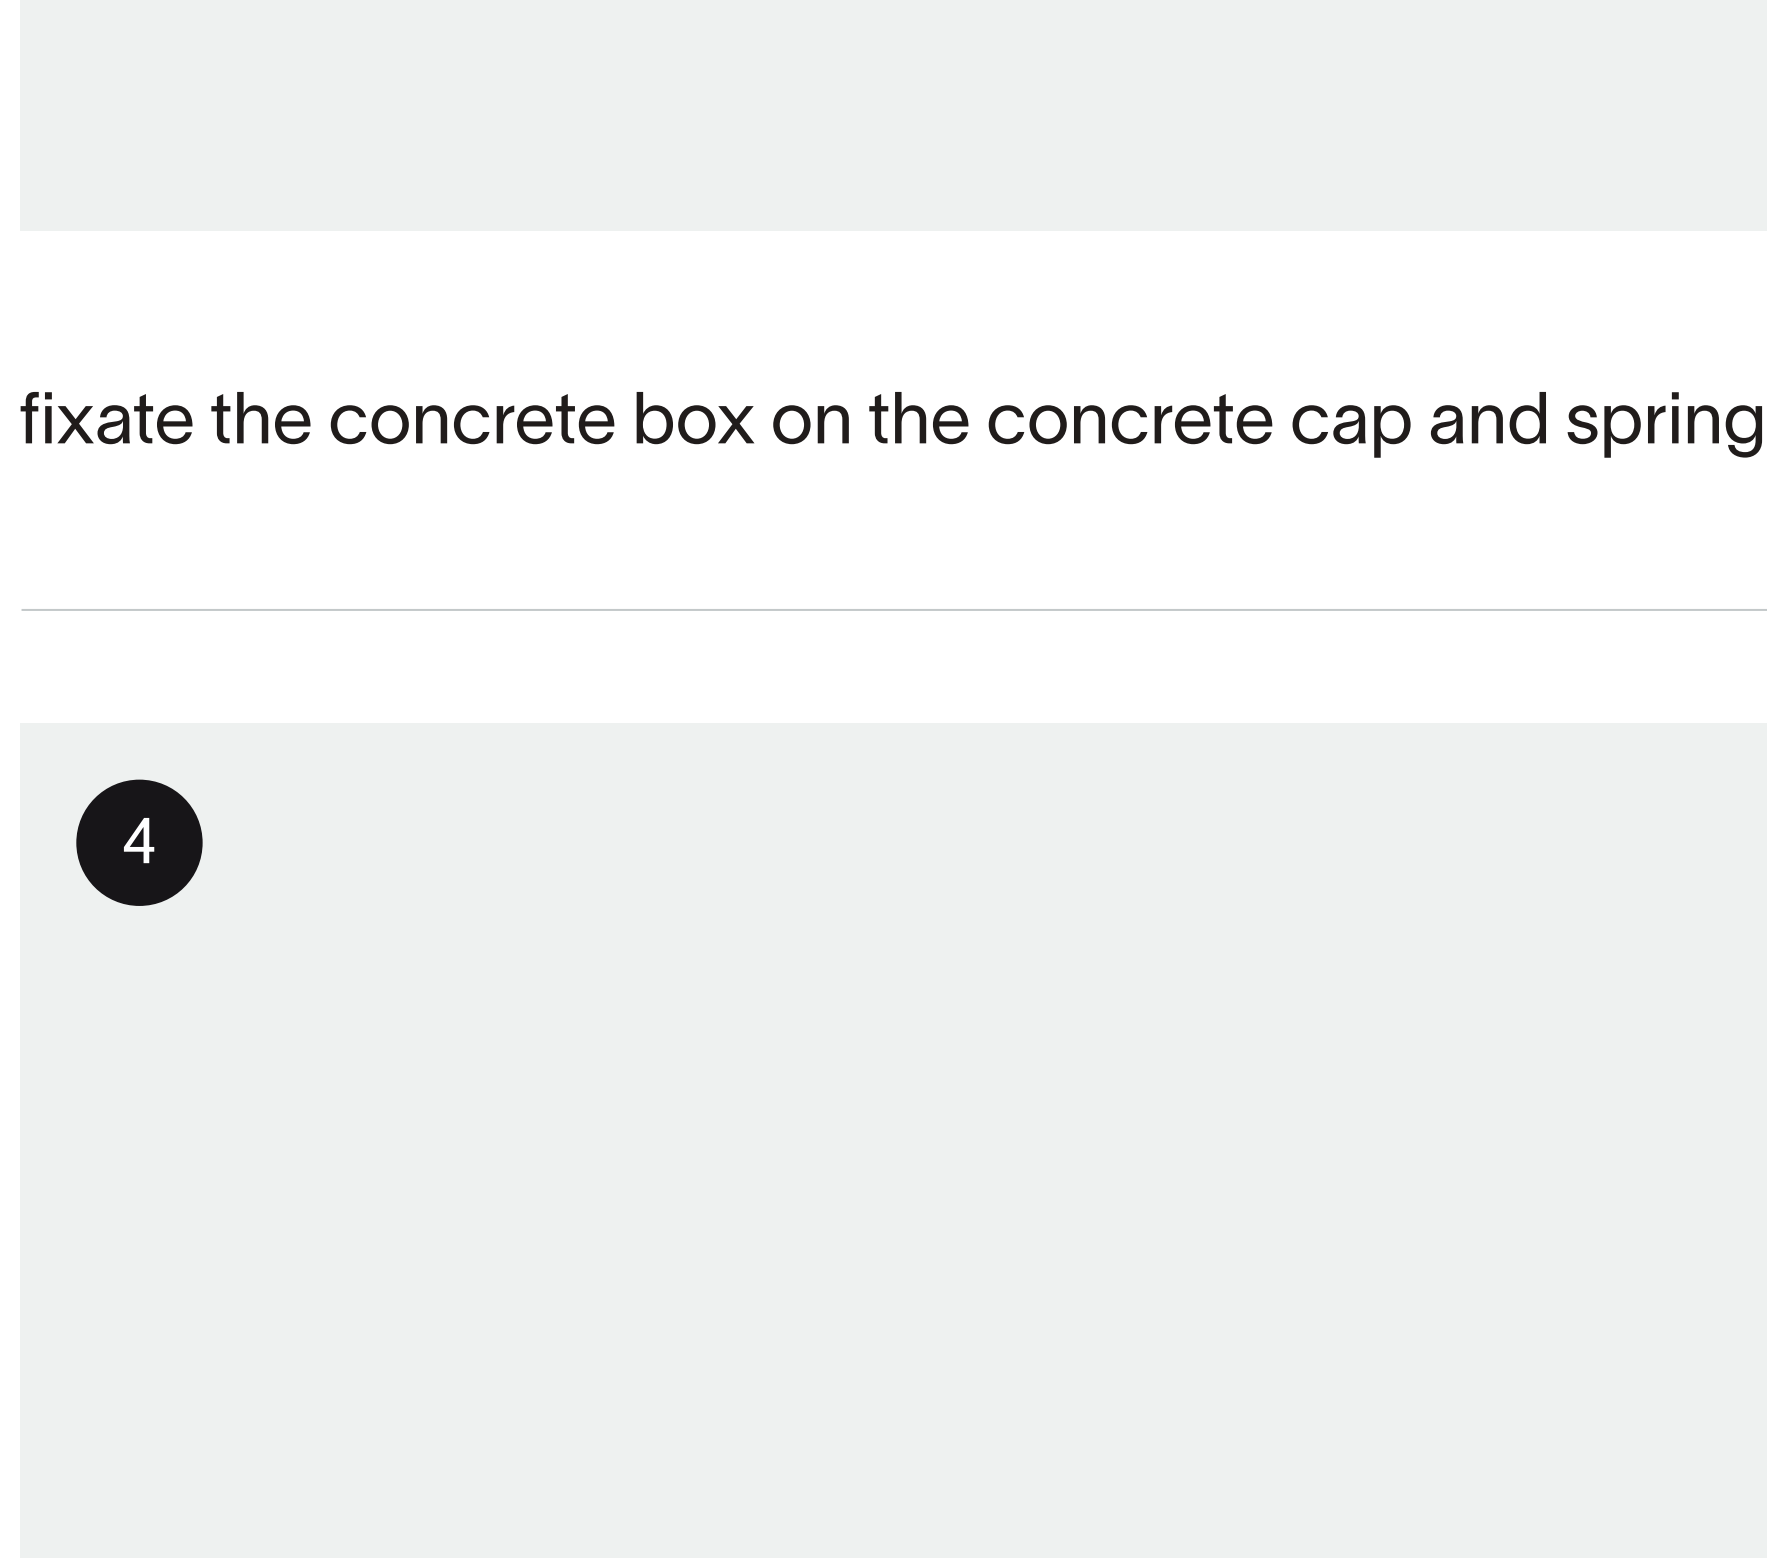 fixate the concrete box on the concrete cap and spring
4